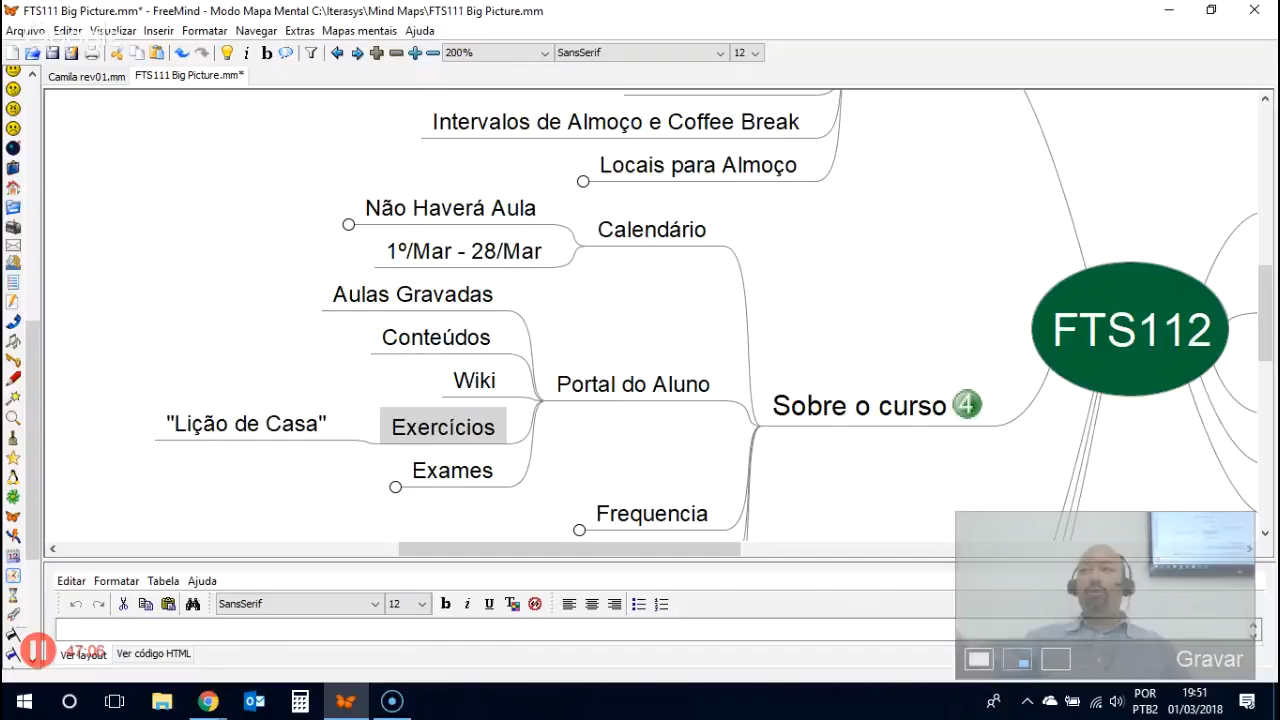 FTS111 Big Picture.mm* - FreeMind - Modo Mapa Mental C:\Iterasys\Mind Maps\FTS111 Big Picture.mm
Arquivo Editar Visualizar Inserir Formatar Navegar Extras Mapas mentais Ajuda
200% SansSerif 12
Camila rev01.mm FTS111 Big Picture.mm*
Intervalos de Almoço e Coffee Break
Locais para Almoço
Não Haverá Aula
Calendário
1º/Mar - 28/Mar
Aulas Gravadas
Conteúdos
Wiki
Portal do Aluno
"Lição de Casa"
Exercícios
Exames
Sobre o curso 4
FTS112
Frequencia
Editar Formatar Tabela Ajuda
SansSerif 12
47:06
Ver layout Ver código HTML
Gravar
POR 19:51
PTB2 01/03/2018